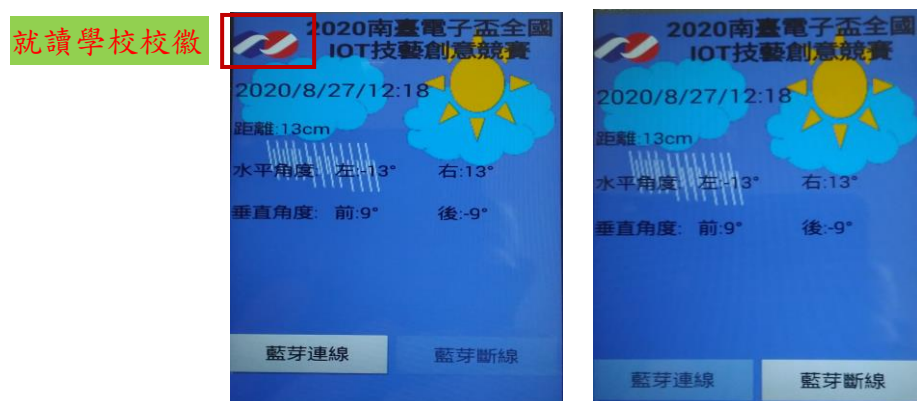 就讀學校校徽
2020南臺電子盃全國
IOT技藝創意競賽
2020/8/27/12:18
距離:13cm
水平角度: 左:-13° 右:13°
垂直角度: 前:9° 後:-9°
藍芽連線 藍芽斷線
2020南臺電子盃全國
IOT技藝創意競賽
2020/8/27/12:18
距離:13cm
水平角度: 左:-13° 右:13°
垂直角度: 前:9° 後:-9°
藍芽連線 藍芽斷線